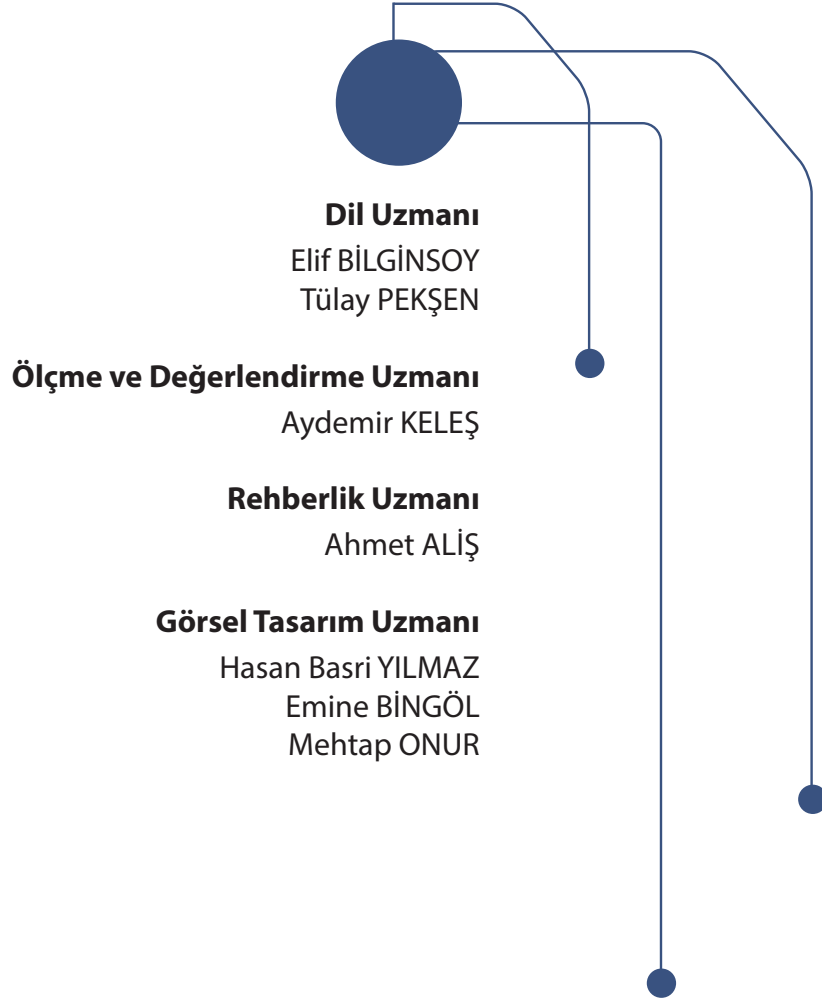 Dil Uzmanı
Elif BİLGİNSOY
Tülay PEKŞEN
Ölçme ve Değerlendirme Uzmanı
Aydemir KELEŞ
Rehberlik Uzmanı
Ahmet ALİŞ
Görsel Tasarım Uzmanı
Hasan Basri YILMAZ
Emine BİNGÖL
Mehtap ONUR